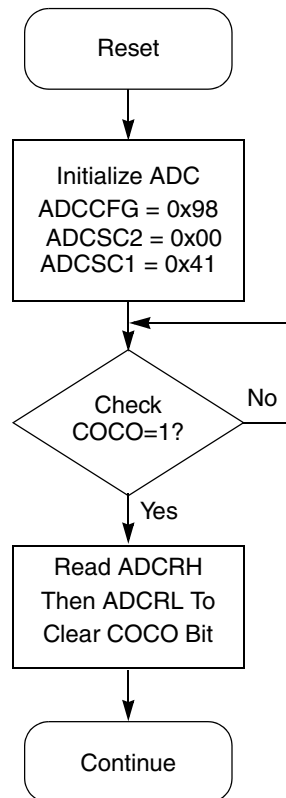 Reset
Initialize ADC
ADCCFG = 0x98
ADCSC2 = 0x00
ADCSC1 = 0x41
Check
COCO=1?
No
Yes
Read ADCRH
Then ADCRL To
Clear COCO Bit
Continue